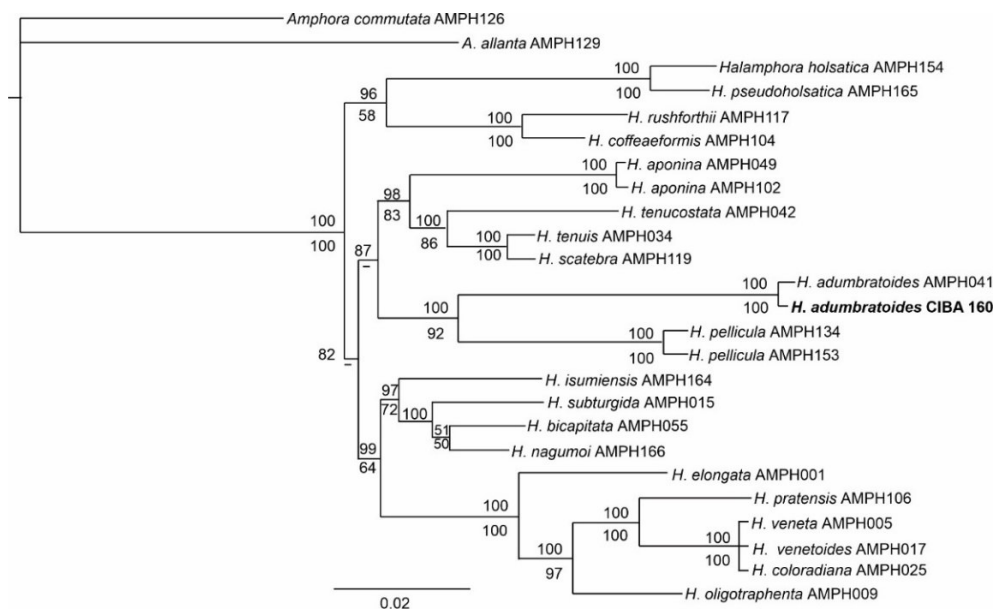 Amphora commutata AMPH126
A. allanta AMPH129
100
Halamphora holsatica AMPH154
96
100
H. pseudoholsatica AMPH165
58
100
H. rushforthii AMPH117
100
H. coffeaeformis AMPH104
100
H. aponina AMPH049
98
100
H. aponina AMPH102
83
100
H. tenucostata AMPH042
100
100
86
100
H. tenuis AMPH034
100
87
100
H. scatebra AMPH119
–
100
H. adumbratoides AMPH041
100
100
H. adumbratoides CIBA 160
92
100
H. pellicula AMPH134
82
100
H. pellicula AMPH153
–
97
H. isumiensis AMPH164
72
100
H. subturgida AMPH015
51
H. bicapitata AMPH055
50
99
H. nagumoi AMPH166
64
H. elongata AMPH001
100
H. pratensis AMPH106
100
100
H. veneta AMPH005
100
100
100
H. venetoides AMPH017
97
100
H. coloradiana AMPH025
H. oligotraphenta AMPH009
0.02